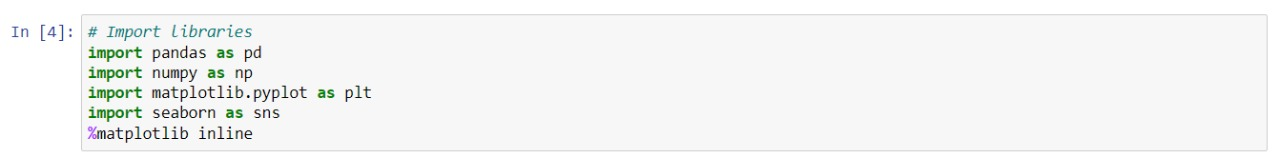 In [4]: # Import libraries
import pandas as pd
import numpy as np
import matplotlib.pyplot as plt
import seaborn as sns
%matplotlib inline